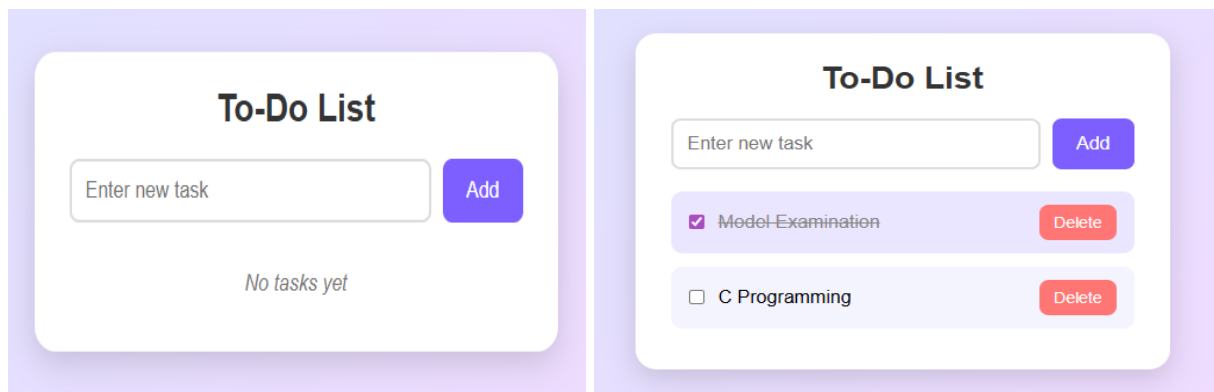 To-Do List
Enter new task
Add
No tasks yet
To-Do List
Enter new task
Add
Model Examination
Delete
C Programming
Delete